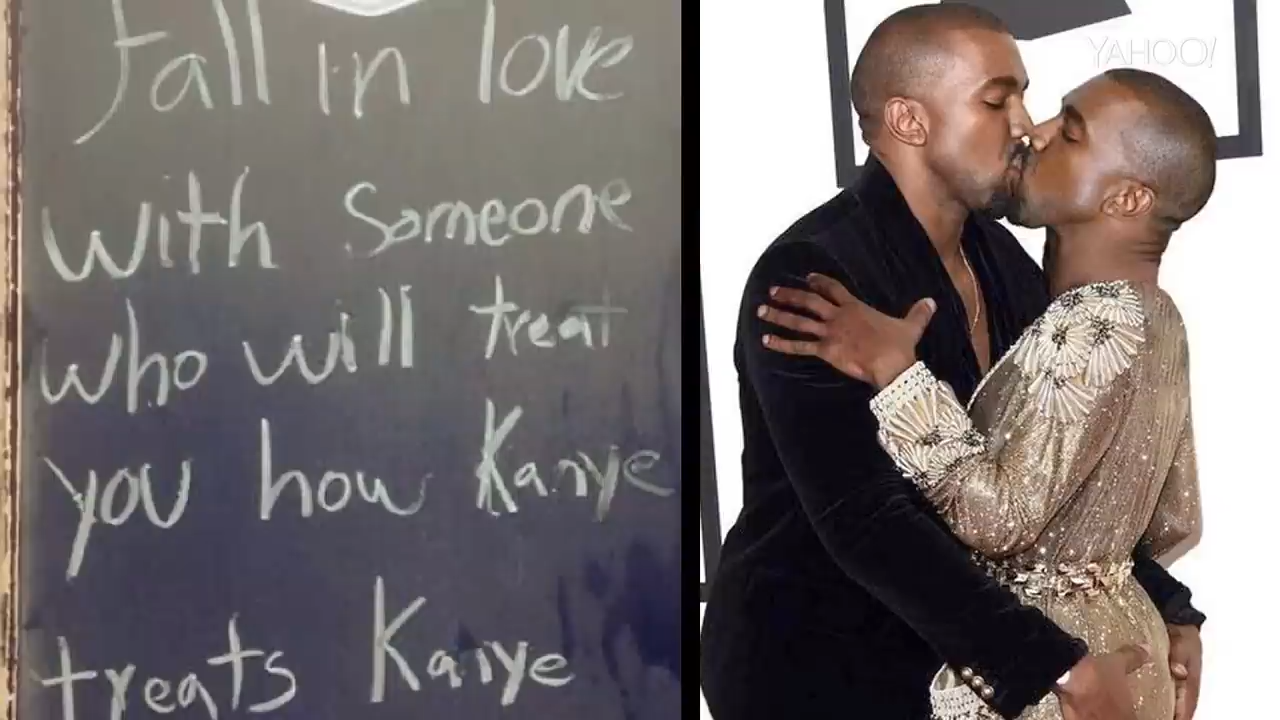 fall in love
with someone
who will treat
you how Kanye
treats Kanye
YAHOO!